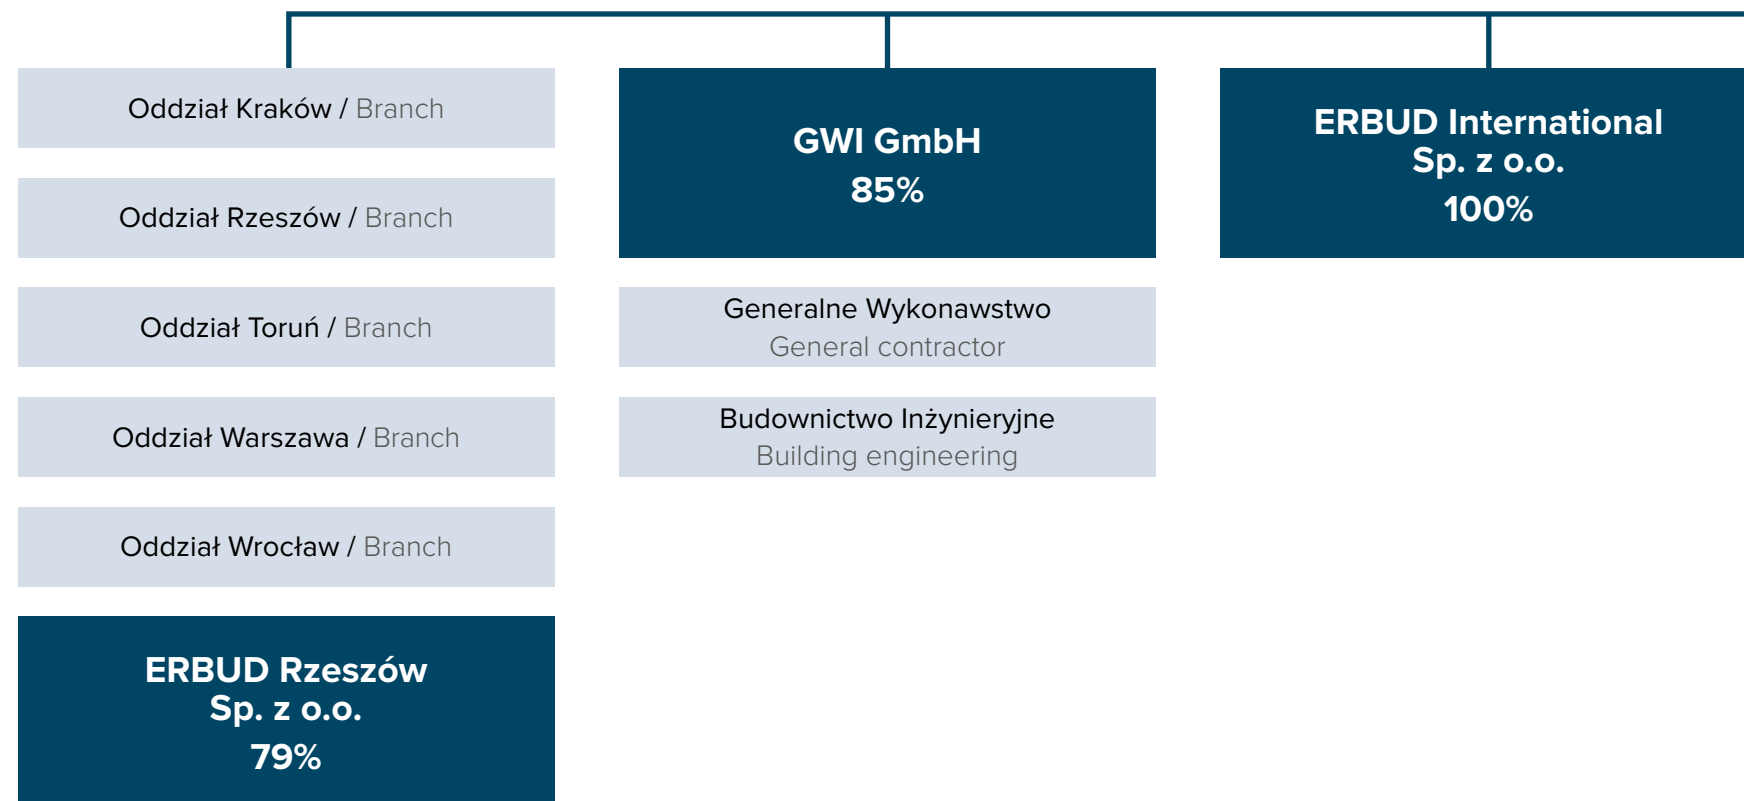 Oddział Kraków / Branch
Oddział Rzeszów / Branch
Oddział Toruń / Branch
Oddział Warszawa / Branch
Oddział Wrocław / Branch
ERBUD Rzeszów
Sp. z o.o.
79%
GWI GmbH
85%
Generalne Wykonawstwo
General contractor
Budownictwo Inżynieryjne
Building engineering
ERBUD International
Sp. z o.o.
100%